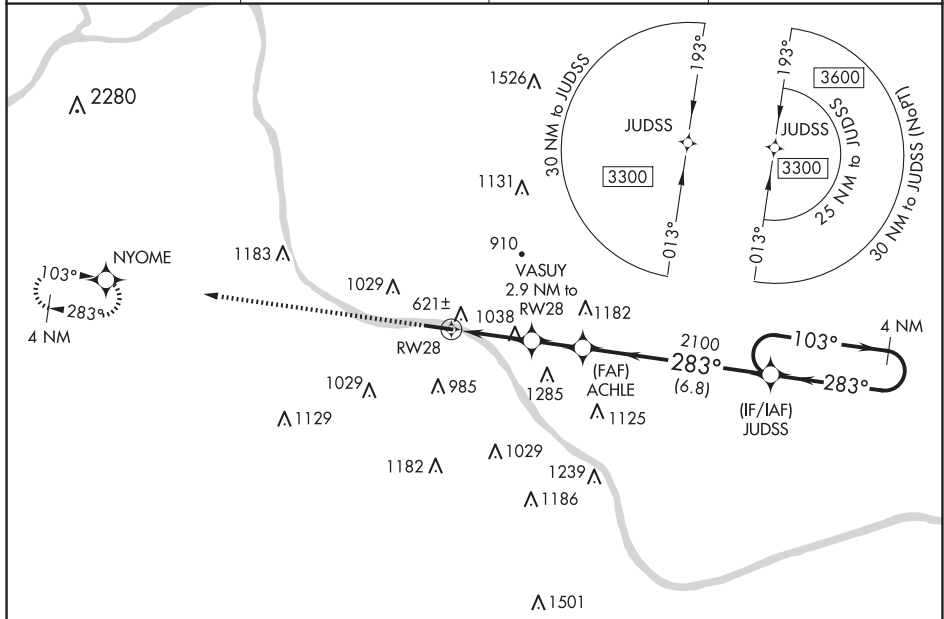 2280
1526
1131
910
VASUY
2.9 NM to
RW28
1183
1029
621±
1038
1182
NYOME
103°
283°
4 NM
RW28
(FAF)
ACHLE
2100
283°
(6.8)
103°
4 NM
283°
(IF/IAF)
JUDSS
1029
985
1285
1125
1129
1182
1029
1239
1186
1501
30 NM to JUDSS
193°
JUDSS
3300
013°
193°
3600
JUDSS
3300
25 NM to JUDSS
30 NM to JUDSS (NoPT)
013°